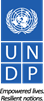 U N
D P
Empowered lives.
Resilient nations.